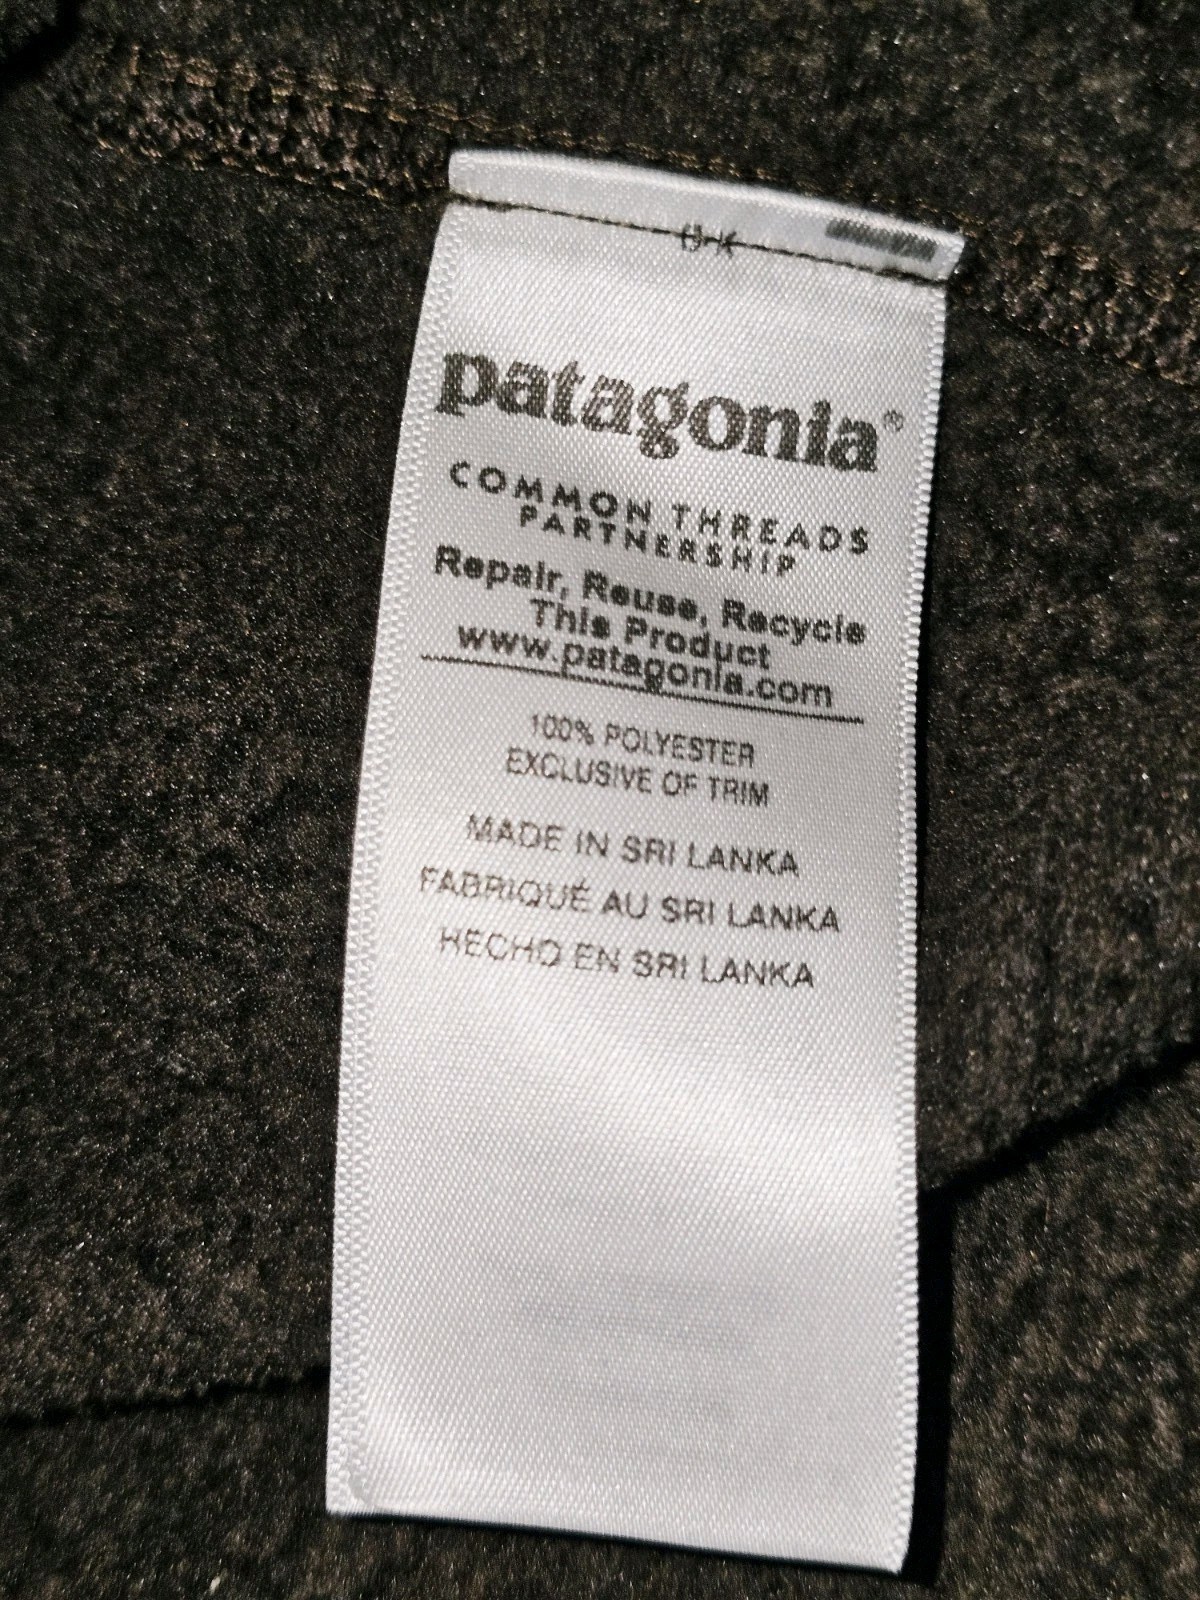 patagonia®
COMMON THREADS
PARTNERSHIP
Repair, Reuse, Recycle
This Product
www.patagonia.com
100% POLYESTER
EXCLUSIVE OF TRIM
MADE IN SRI LANKA
FABRIQUÉ AU SRI LANKA
HECHO EN SRI LANKA